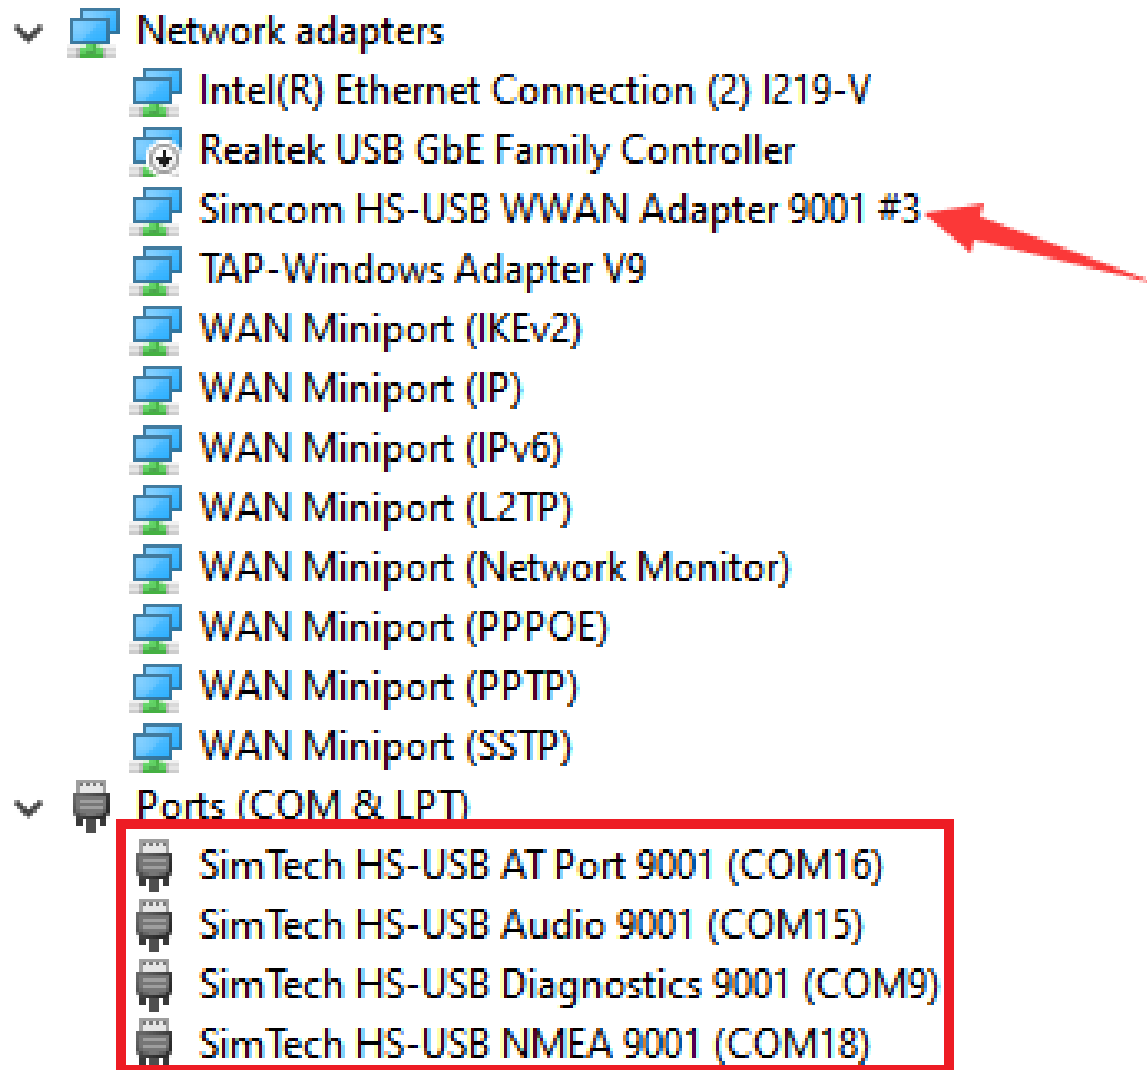 Network adapters
Intel(R) Ethernet Connection (2) I219-V
Realtek USB GbE Family Controller
Simcom HS-USB WWAN Adapter 9001 #3
TAP-Windows Adapter V9
WAN Miniport (IKEv2)
WAN Miniport (IP)
WAN Miniport (IPv6)
WAN Miniport (L2TP)
WAN Miniport (Network Monitor)
WAN Miniport (PPPOE)
WAN Miniport (PPTP)
WAN Miniport (SSTP)
Ports (COM & LPT)
SimTech HS-USB AT Port 9001 (COM16)
SimTech HS-USB Audio 9001 (COM15)
SimTech HS-USB Diagnostics 9001 (COM9)
SimTech HS-USB NMEA 9001 (COM18)